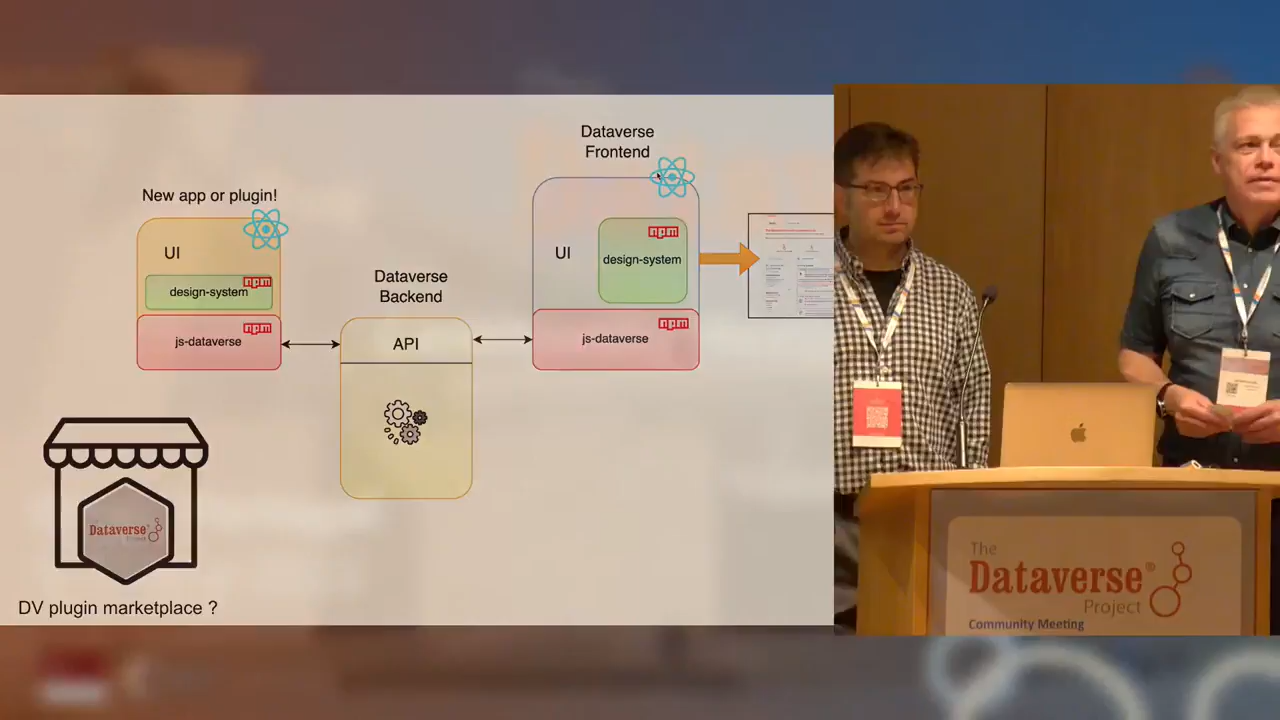 Dataverse
Frontend
New app or plugin!
UI
npm
design-system
npm
js-dataverse
Dataverse
Backend
API
UI
npm
design-system
npm
js-dataverse
Dataverse
Project
DV plugin marketplace ?
The
Dataverse®
Project
Community Meeting